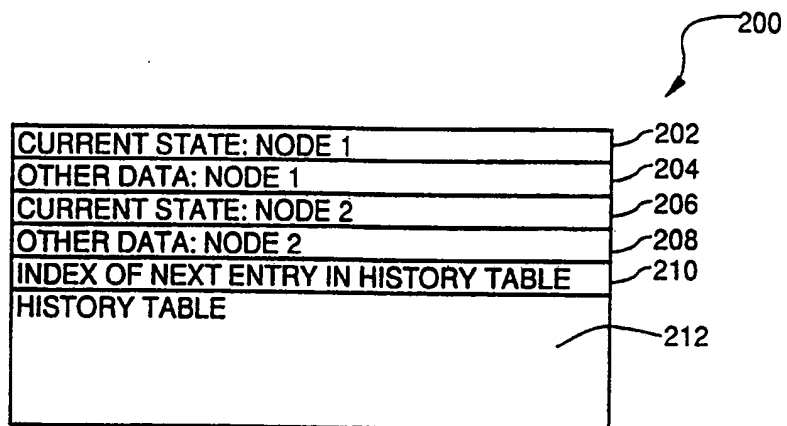 200
CURRENT STATE: NODE 1 202
OTHER DATA: NODE 1 204
CURRENT STATE: NODE 2 206
OTHER DATA: NODE 2 208
INDEX OF NEXT ENTRY IN HISTORY TABLE 210
HISTORY TABLE
212